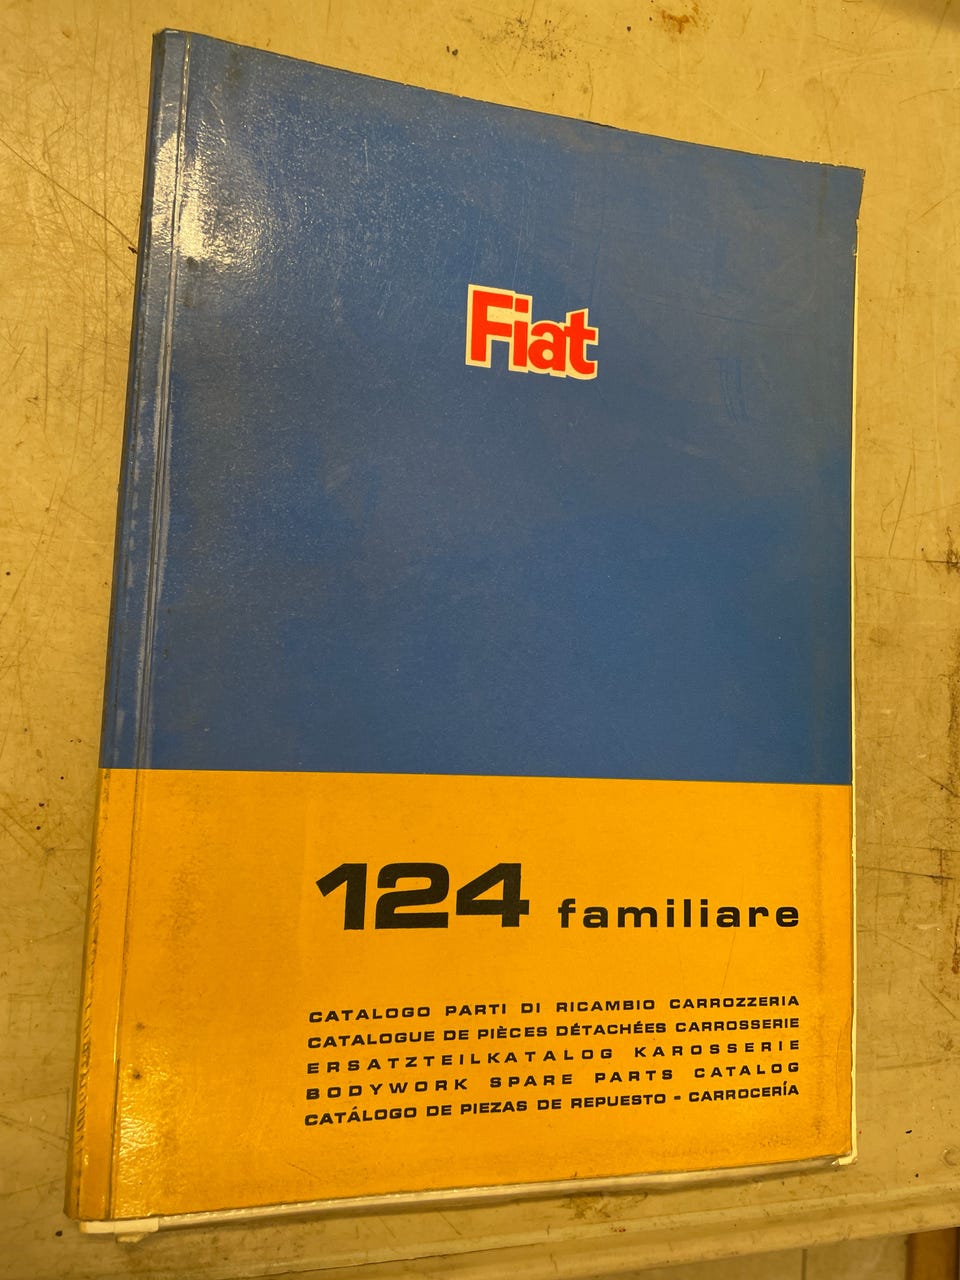 Fiat
124 familiare
CATALOGO PARTI DI RICAMBIO CARROZZERIA
CATALOGUE DE PIÈCES DÉTACHÉES CARROSSERIE
ERSATZTEILKATALOG KAROSSERIE
BODYWORK SPARE PARTS CATALOG
CATÁLOGO DE PIEZAS DE REPUESTO - CARROCERÍA